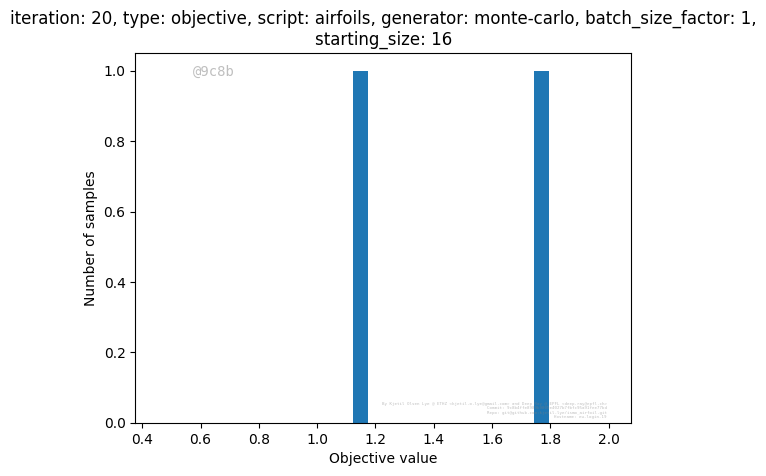 iteration: 20, type: objective, script: airfoils, generator: monte-carlo, batch_size_factor: 1,
starting_size: 16
@9c8b
1.0
0.8
0.6
0.4
0.2
0.0
Number of samples
0.4 0.6 0.8 1.0 1.2 1.4 1.6 1.8 2.0
Objective value